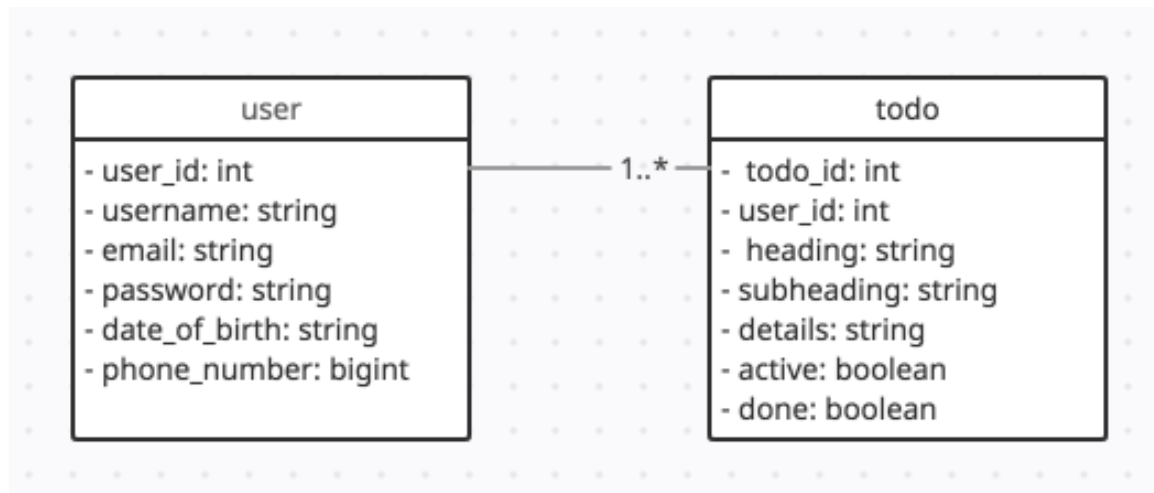 user
- user_id: int
- username: string
- email: string
- password: string
- date_of_birth: string
- phone_number: bigint
1..*
todo
- todo_id: int
- user_id: int
- heading: string
- subheading: string
- details: string
- active: boolean
- done: boolean